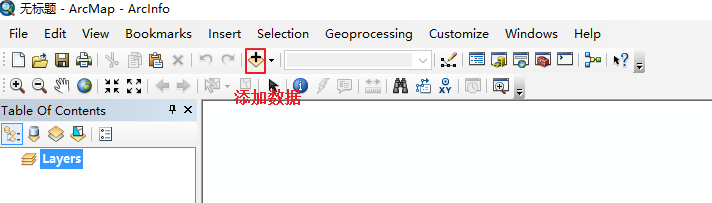 无标题 - ArcMap - ArcInfo
File Edit View Bookmarks Insert Selection Geoprocessing Customize Windows Help
添加数据
XY
Table Of Contents
Layers